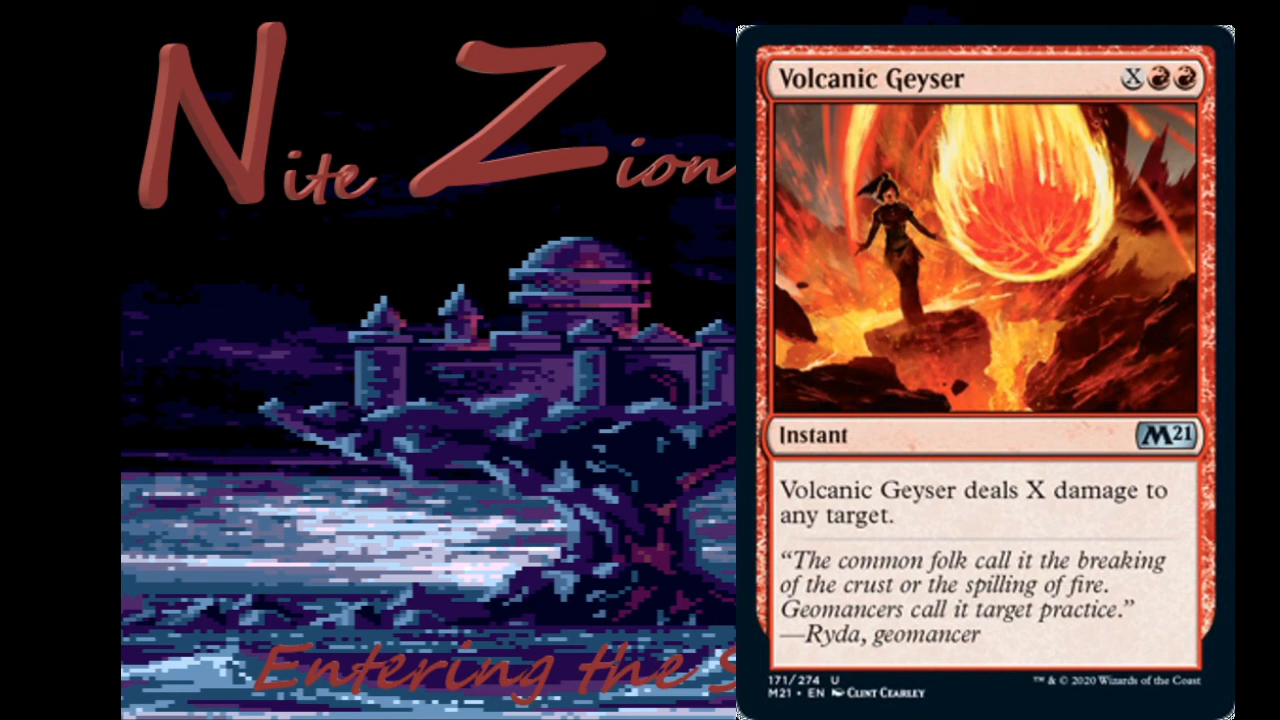 Nite Zion
Entering the
Volcanic Geyser X
Instant M21
Volcanic Geyser deals X damage to
any target.
“The common folk call it the breaking
of the crust or the spilling of fire.
Geomancers call it target practice.”
—Ryda, geomancer
171/274 U
M21 • EN Clint Cearley
™ & © 2020 Wizards of the Coast